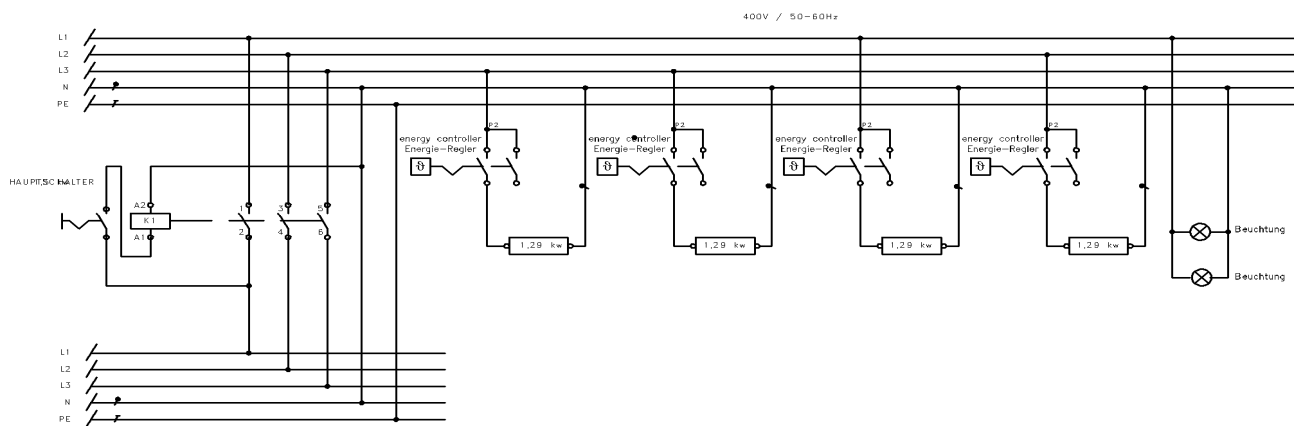 400V / 50-60Hz
L1
L2
L3
N
PE
P2
P2
P2
P2
energy controller
Energie-Regler
energy controller
Energie-Regler
energy controller
Energie-Regler
energy controller
Energie-Regler
ϑ
ϑ
ϑ
ϑ
A2
K1
A1
1
3
5
2
4
6
1,29 kw
1,29 kw
1,29 kw
1,29 kw
Beuchtung
Beuchtung
L1
L2
L3
N
PE